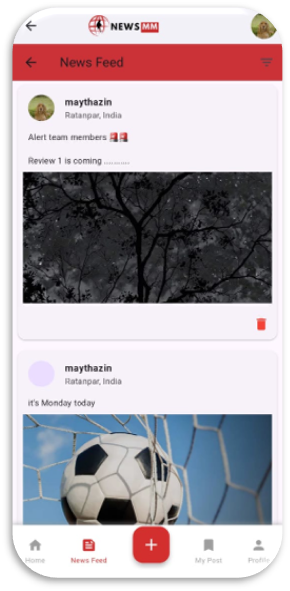 NEWS MM
News Feed
maythazin
Ratanpar, India
Alert team members 🚨🚨
Review 1 is coming ...........
maythazin
Ratanpar, India
it's Monday today
Home
News Feed
My Post
Profile